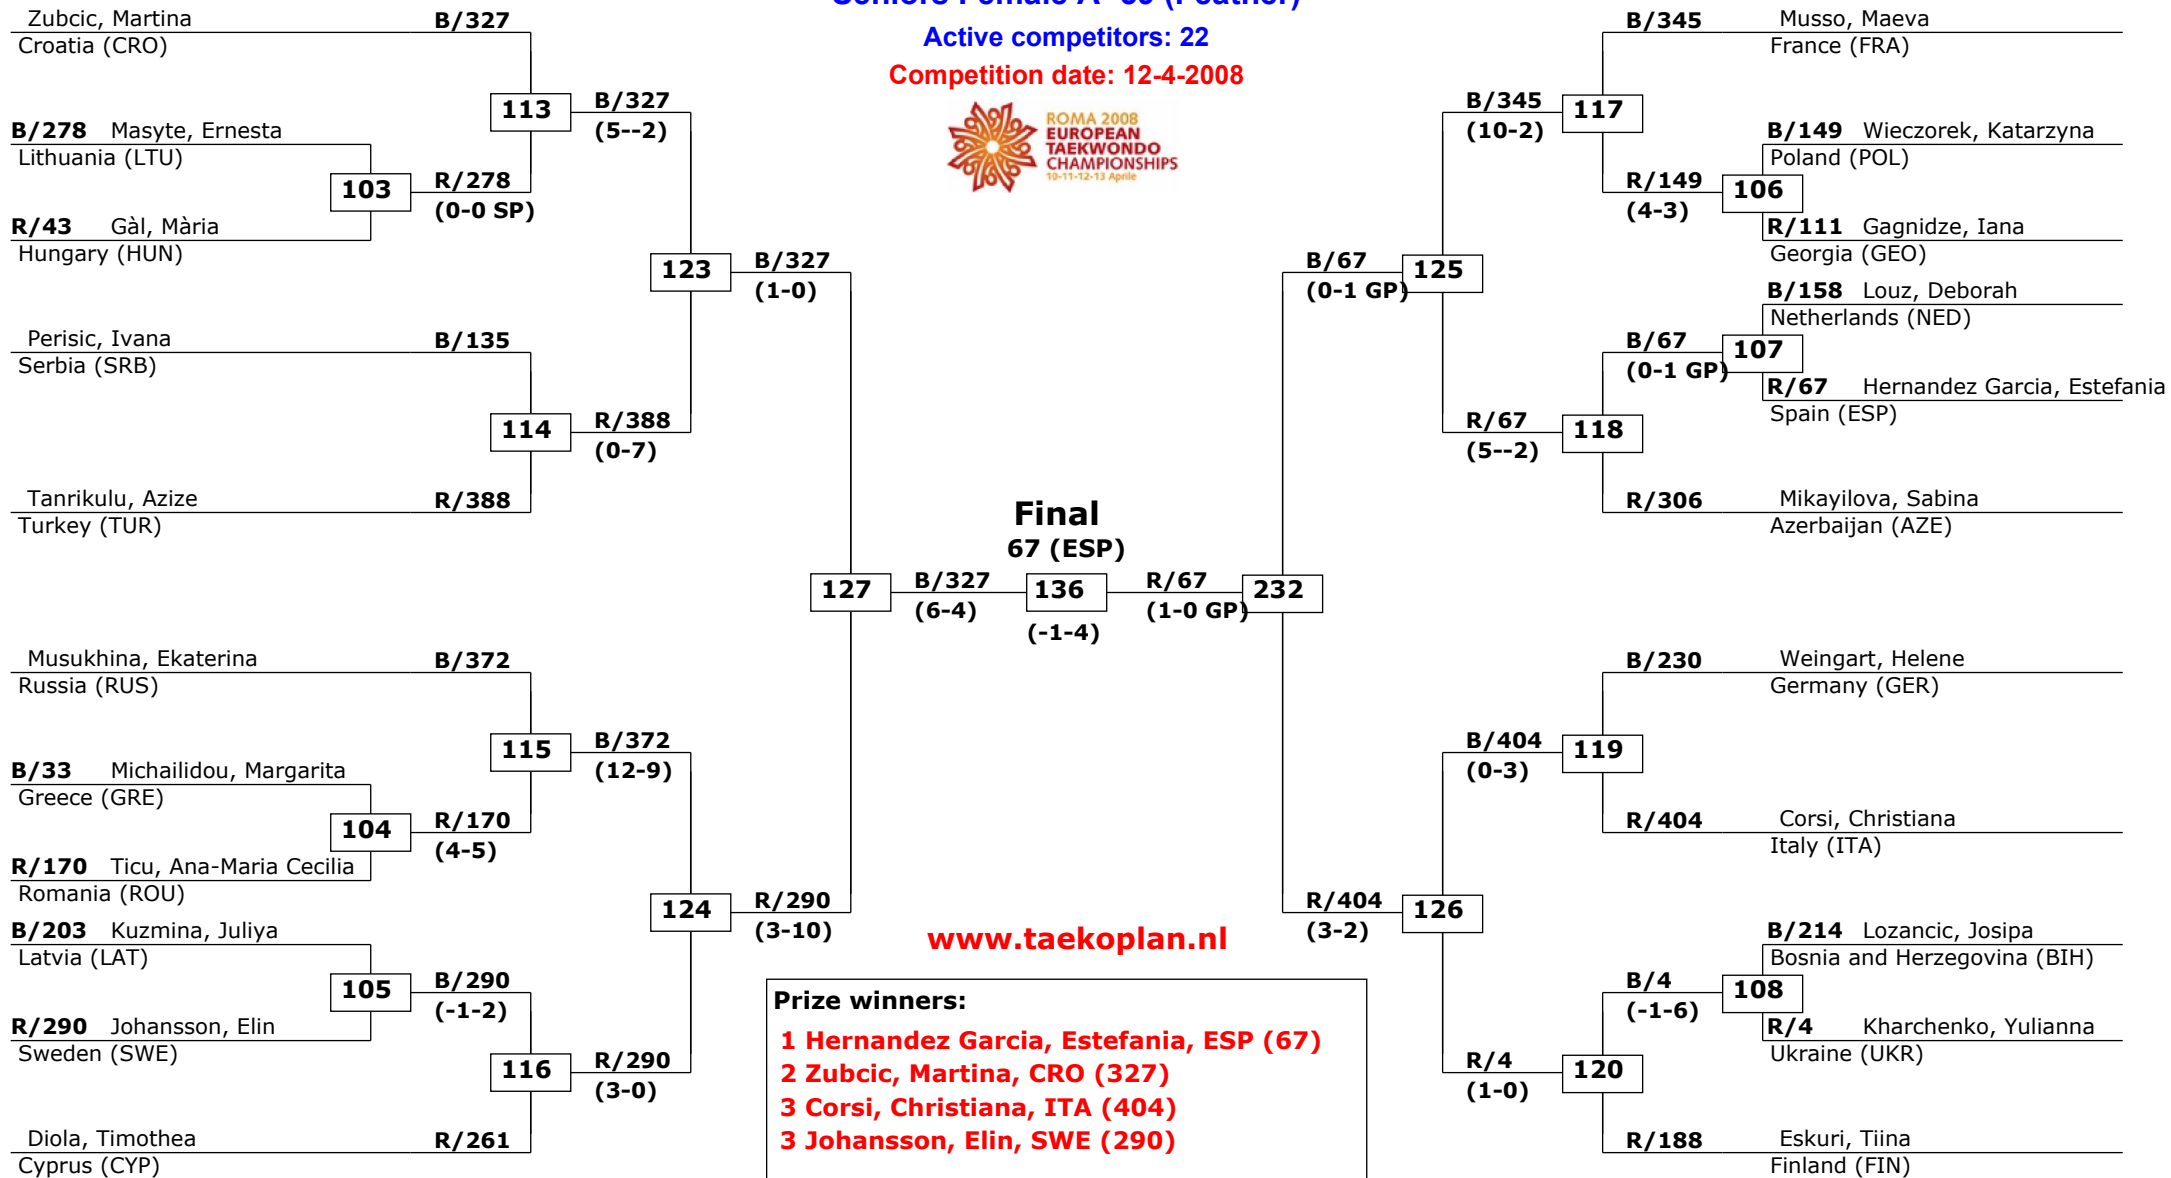 Seniors Female A -59 (Feather)
Active competitors: 22
Competition date: 12-4-2008
ROMA 2008
EUROPEAN
TAEKWONDO
CHAMPIONSHIPS
10-11-12-13 Aprile
Zubcic, Martina B/327
Croatia (CRO)
113 B/327
(5--2)
B/278 Masyte, Ernesta
Lithuania (LTU)
103 R/278
(0-0 SP)
R/43 Gàl, Mària
Hungary (HUN)
123 B/327
(1-0)
Perisic, Ivana B/135
Serbia (SRB)
114 R/388
(0-7)
Tanrikulu, Azize R/388
Turkey (TUR)
127 B/327
(6-4)
Musukhina, Ekaterina B/372
Russia (RUS)
115 B/372
(12-9)
B/33 Michailidou, Margarita
Greece (GRE)
104 R/170
(4-5)
R/170 Ticu, Ana-Maria Cecilia
Romania (ROU)
124 R/290
(3-10)
B/203 Kuzmina, Juliya
Latvia (LAT)
105 B/290
(-1-2)
R/290 Johansson, Elin
Sweden (SWE)
116 R/290
(3-0)
Diola, Timothea R/261
Cyprus (CYP)
Final
67 (ESP)
136
(-1-4)
B/345 Musso, Maeva
France (FRA)
B/345 117
(10-2)
B/149 Wieczorek, Katarzyna
Poland (POL)
R/149 106
(4-3)
R/111 Gagnidze, Iana
Georgia (GEO)
B/67 125
(0-1 GP)
B/158 Louz, Deborah
Netherlands (NED)
B/67 107
(0-1 GP)
R/67 Hernandez Garcia, Estefania
Spain (ESP)
R/67 118
(5--2)
R/306 Mikayilova, Sabina
Azerbaijan (AZE)
R/67 232
(1-0 GP)
B/230 Weingart, Helene
Germany (GER)
B/404 119
(0-3)
R/404 Corsi, Christiana
Italy (ITA)
R/404 126
(3-2)
B/214 Lozancic, Josipa
Bosnia and Herzegovina (BIH)
B/4 108
(-1-6)
R/4 Kharchenko, Yulianna
Ukraine (UKR)
R/4 120
(1-0)
R/188 Eskuri, Tiina
Finland (FIN)
www.taekoplan.nl
Prize winners:
1 Hernandez Garcia, Estefania, ESP (67)
2 Zubcic, Martina, CRO (327)
3 Corsi, Christiana, ITA (404)
3 Johansson, Elin, SWE (290)